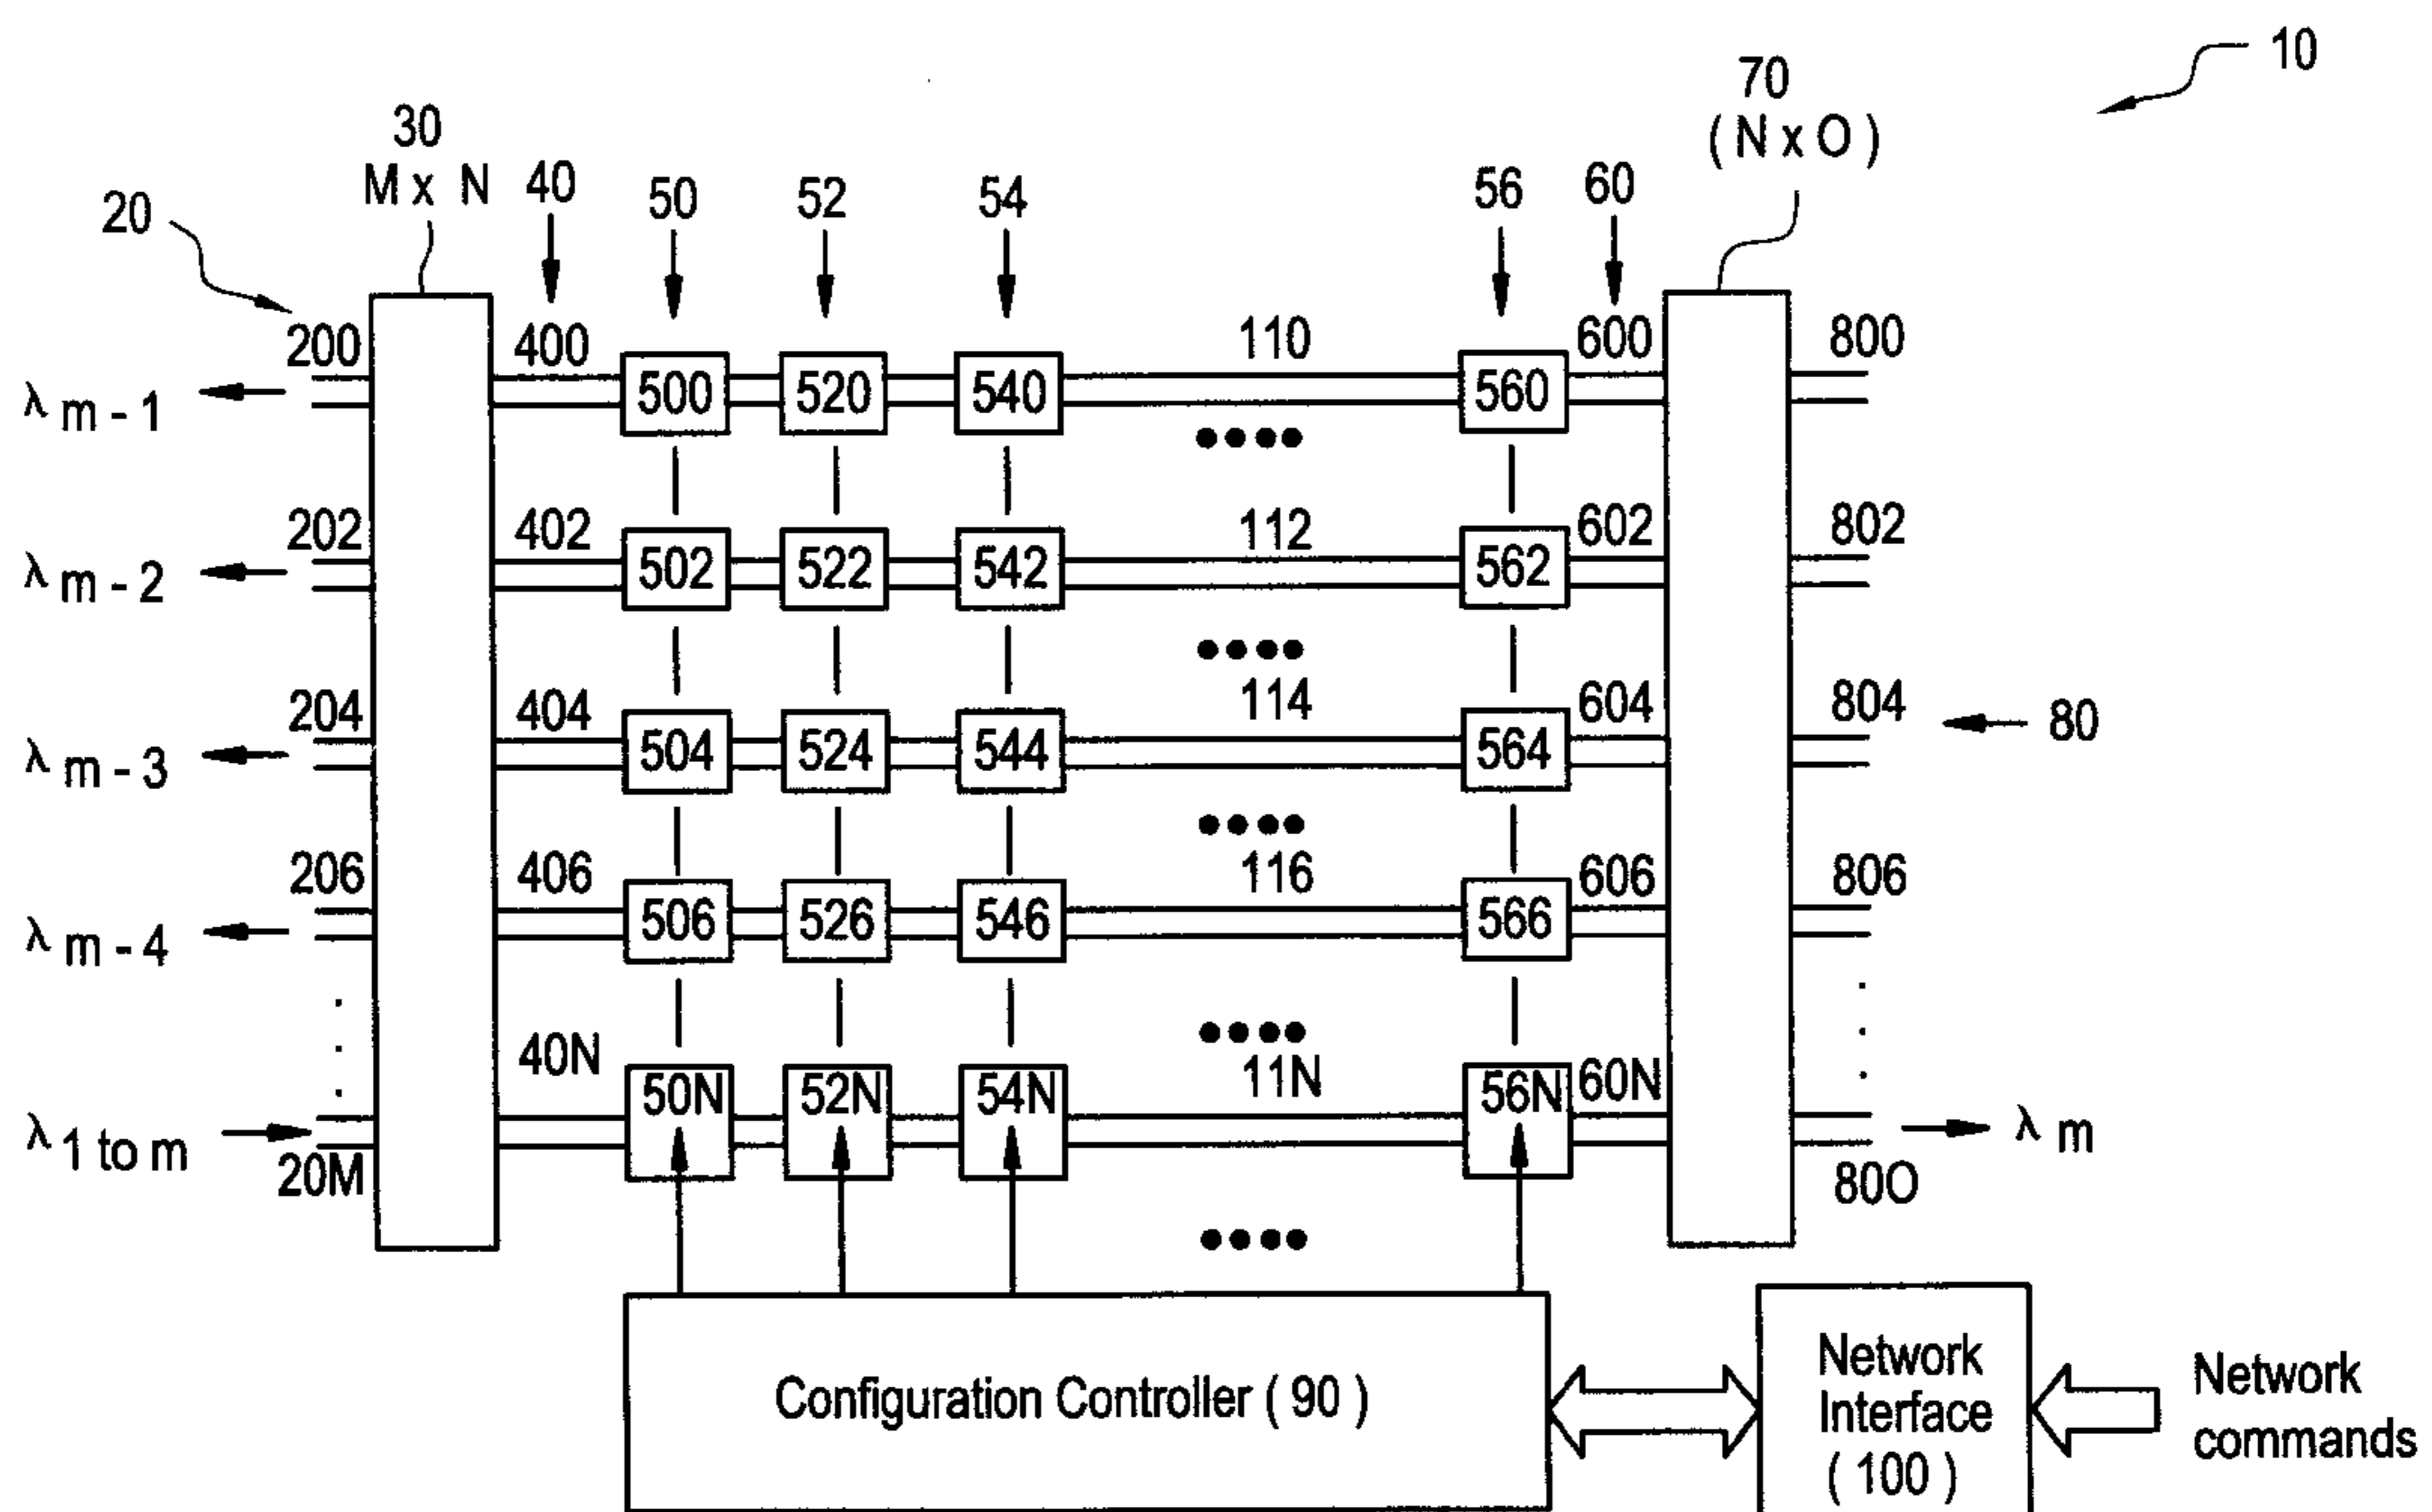 10
70
( N x O )
30
M x N
40
50
52
54
56
60
20
200
400
110
600
800
λ m - 1
500
520
540
560
202
402
112
602
802
λ m - 2
502
522
542
562
204
404
114
604
804
80
λ m - 3
504
524
544
564
206
406
116
606
806
λ m - 4
506
526
546
566
40N
50N
52N
54N
11N
56N
60N
λ 1 to m
λ m
20M
80O
Configuration Controller ( 90 )
Network
Interface
( 100 )
Network
commands